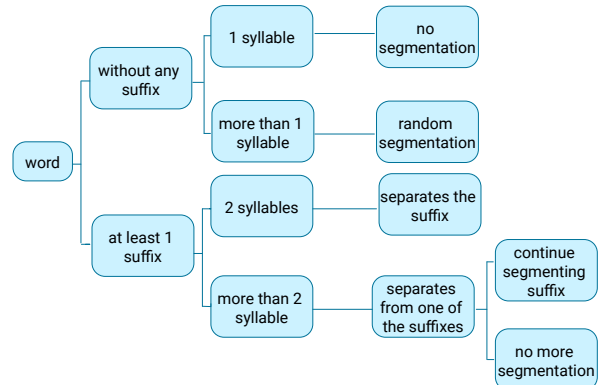 word
without any
suffix
1 syllable
no
segmentation
more than 1
syllable
random
segmentation
at least 1
suffix
2 syllables
separates the
suffix
more than 2
syllable
separates
from one of
the suffixes
continue
segmenting
suffix
no more
segmentation